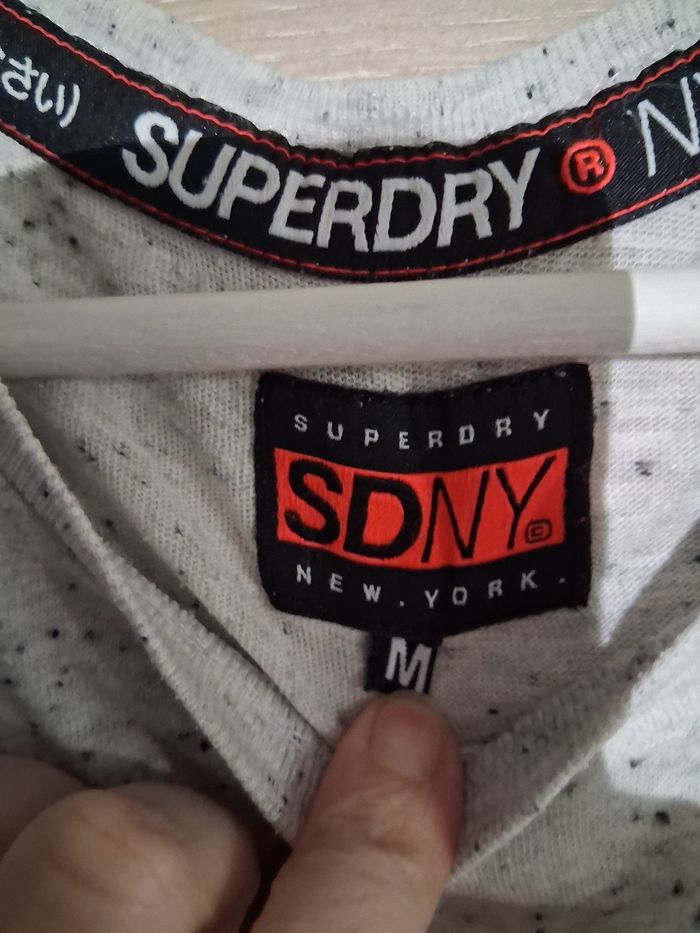 さい) SUPERDRY ® N
SUPERDRY
SDNY ©
NEW.YORK.
M